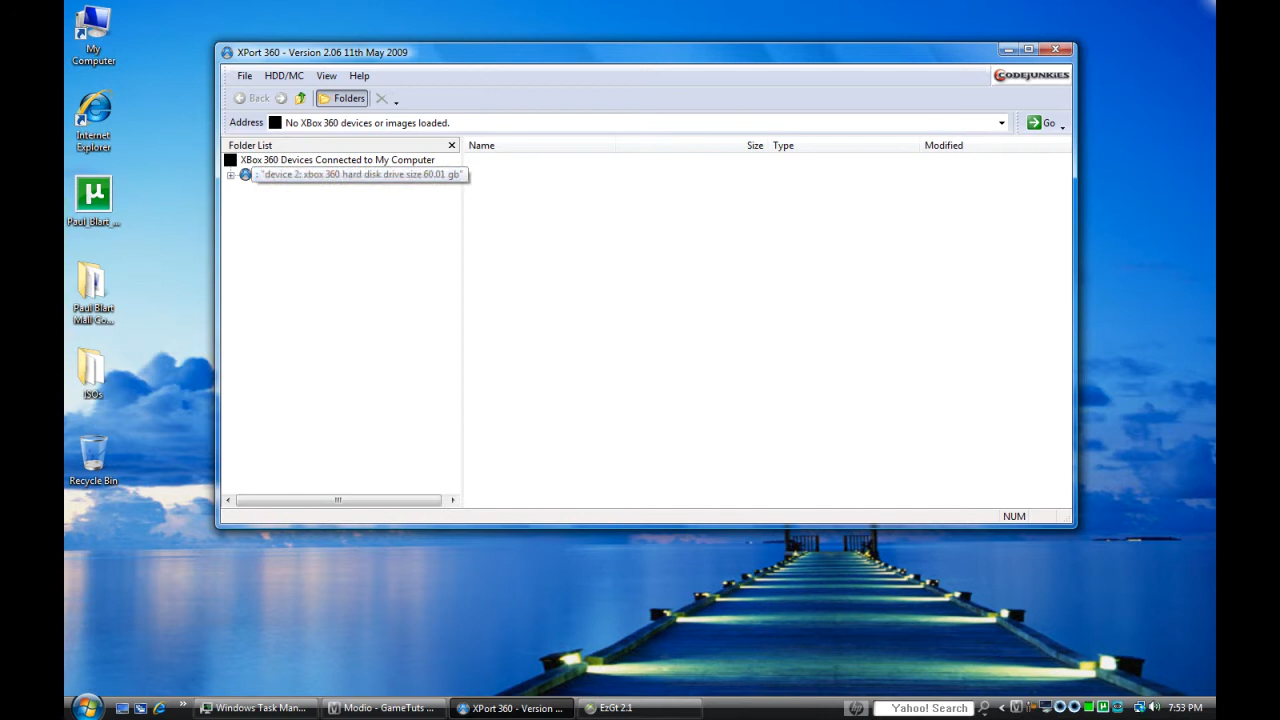 My
Computer
Internet
Explorer
Paul_Blart_...
Paul Blart
Mall Co...
ISOs
Recycle Bin
XPort 360 - Version 2.06 11th May 2009
File HDD/MC View Help
CODEJUNKIES
Back Folders
Address No XBox 360 devices or images loaded. Go
Folder List Name Size Type Modified
XBox 360 Devices Connected to My Computer
: "device 2: xbox 360 hard disk drive size 60.01 gb"
NUM
Windows Task Man... Modio - GameTuts ... XPort 360 - Version ... EzGt 2.1 hp Yahoo! Search 7:53 PM